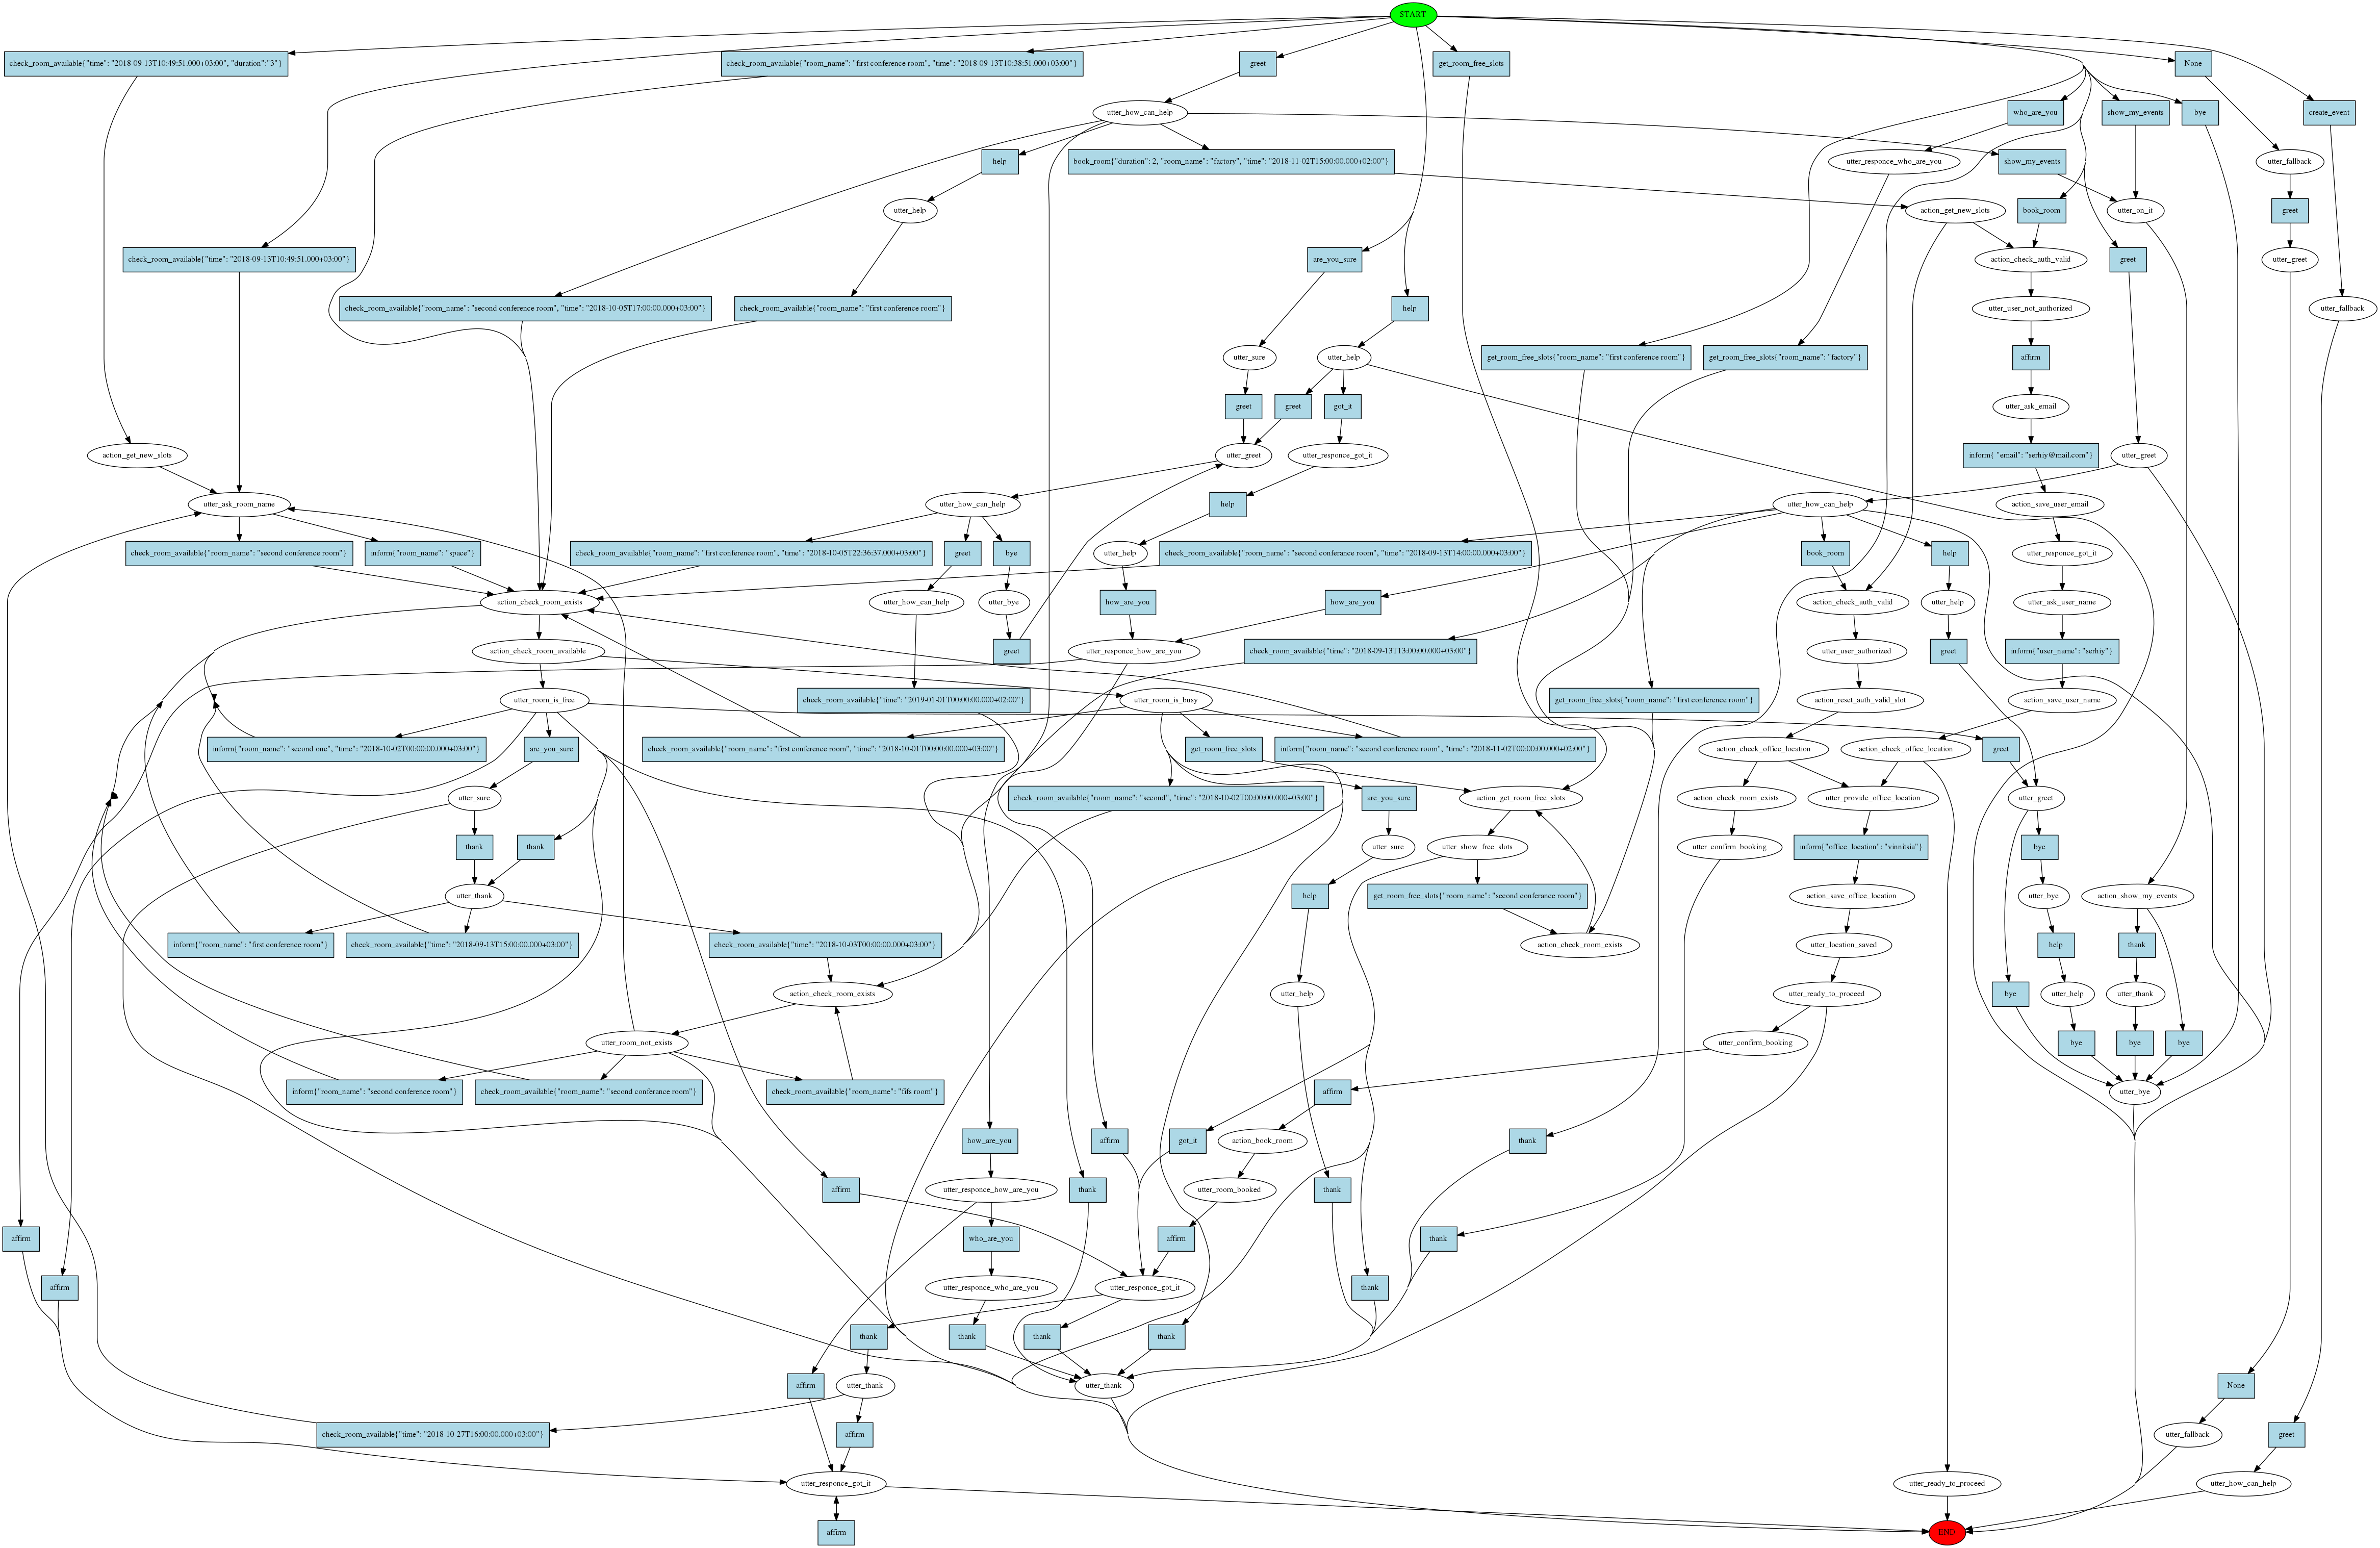 START
check_room_available{"time": "2018-09-13T10:49:51.000+03:00", "duration":"3"}
check_room_available{"room_name": "first conference room", "time": "2018-09-13T10:38:51.000+03:00"}
greet
get_room_free_slots
None
utter_how_can_help
who_are_you
show_my_events
bye
create_event
help
book_room{"duration": 2, "room_name": "factory", "time": "2018-11-02T15:00:00.000+02:00"}
utter_responce_who_are_you
show_my_events
utter_fallback
utter_help
action_get_new_slots
book_room
utter_on_it
greet
check_room_available{"time": "2018-09-13T10:49:51.000+03:00"}
are_you_sure
action_check_auth_valid
greet
utter_greet
check_room_available{"room_name": "second conference room", "time": "2018-10-05T17:00:00.000+03:00"}
check_room_available{"room_name": "first conference room"}
help
utter_user_not_authorized
utter_fallback
utter_sure
utter_help
get_room_free_slots{"room_name": "first conference room"}
get_room_free_slots{"room_name": "factory"}
affirm
greet
greet
got_it
utter_ask_email
action_get_new_slots
utter_greet
utter_responce_got_it
inform{ "email": "serhiy@mail.com"}
utter_greet
utter_ask_room_name
utter_how_can_help
help
utter_how_can_help
action_save_user_email
check_room_available{"room_name": "second conference room"}
inform{"room_name": "space"}
check_room_available{"room_name": "first conference room", "time": "2018-10-05T22:36:37.000+03:00"}
greet
bye
utter_help
check_room_available{"room_name": "second conferance room", "time": "2018-09-13T14:00:00.000+03:00"}
book_room
help
utter_responce_got_it
action_check_room_exists
utter_how_can_help
utter_bye
how_are_you
how_are_you
action_check_auth_valid
utter_help
utter_ask_user_name
action_check_room_available
greet
utter_responce_how_are_you
check_room_available{"time": "2018-09-13T13:00:00.000+03:00"}
utter_user_authorized
greet
inform{"user_name": "serhiy"}
utter_room_is_free
check_room_available{"time": "2019-01-01T00:00:00.000+02:00"}
utter_room_is_busy
get_room_free_slots{"room_name": "first conference room"}
action_reset_auth_valid_slot
action_save_user_name
inform{"room_name": "second one", "time": "2018-10-02T00:00:00.000+03:00"}
are_you_sure
check_room_available{"room_name": "first conference room", "time": "2018-10-01T00:00:00.000+03:00"}
get_room_free_slots
inform{"room_name": "second conference room", "time": "2018-11-02T00:00:00.000+02:00"}
action_check_office_location
action_check_office_location
greet
utter_sure
check_room_available{"room_name": "second", "time": "2018-10-02T00:00:00.000+03:00"}
are_you_sure
action_get_room_free_slots
action_check_room_exists
utter_provide_office_location
utter_greet
thank
thank
utter_sure
utter_show_free_slots
utter_confirm_booking
inform{"office_location": "vinnitsia"}
bye
utter_thank
help
get_room_free_slots{"room_name": "second conferance room"}
action_save_office_location
utter_bye
action_show_my_events
inform{"room_name": "first conference room"}
check_room_available{"time": "2018-09-13T15:00:00.000+03:00"}
check_room_available{"time": "2018-10-03T00:00:00.000+03:00"}
action_check_room_exists
utter_location_saved
help
thank
action_check_room_exists
utter_help
utter_ready_to_proceed
bye
utter_help
utter_thank
utter_room_not_exists
utter_confirm_booking
bye
bye
bye
inform{"room_name": "second conference room"}
check_room_available{"room_name": "second conferance room"}
check_room_available{"room_name": "fifs room"}
affirm
utter_bye
how_are_you
affirm
got_it
action_book_room
thank
affirm
utter_responce_how_are_you
thank
utter_room_booked
thank
affirm
who_are_you
affirm
thank
affirm
utter_responce_who_are_you
utter_responce_got_it
thank
thank
thank
thank
thank
affirm
utter_thank
utter_thank
None
check_room_available{"time": "2018-10-27T16:00:00.000+03:00"}
affirm
utter_fallback
greet
utter_responce_got_it
utter_ready_to_proceed
utter_how_can_help
affirm
END